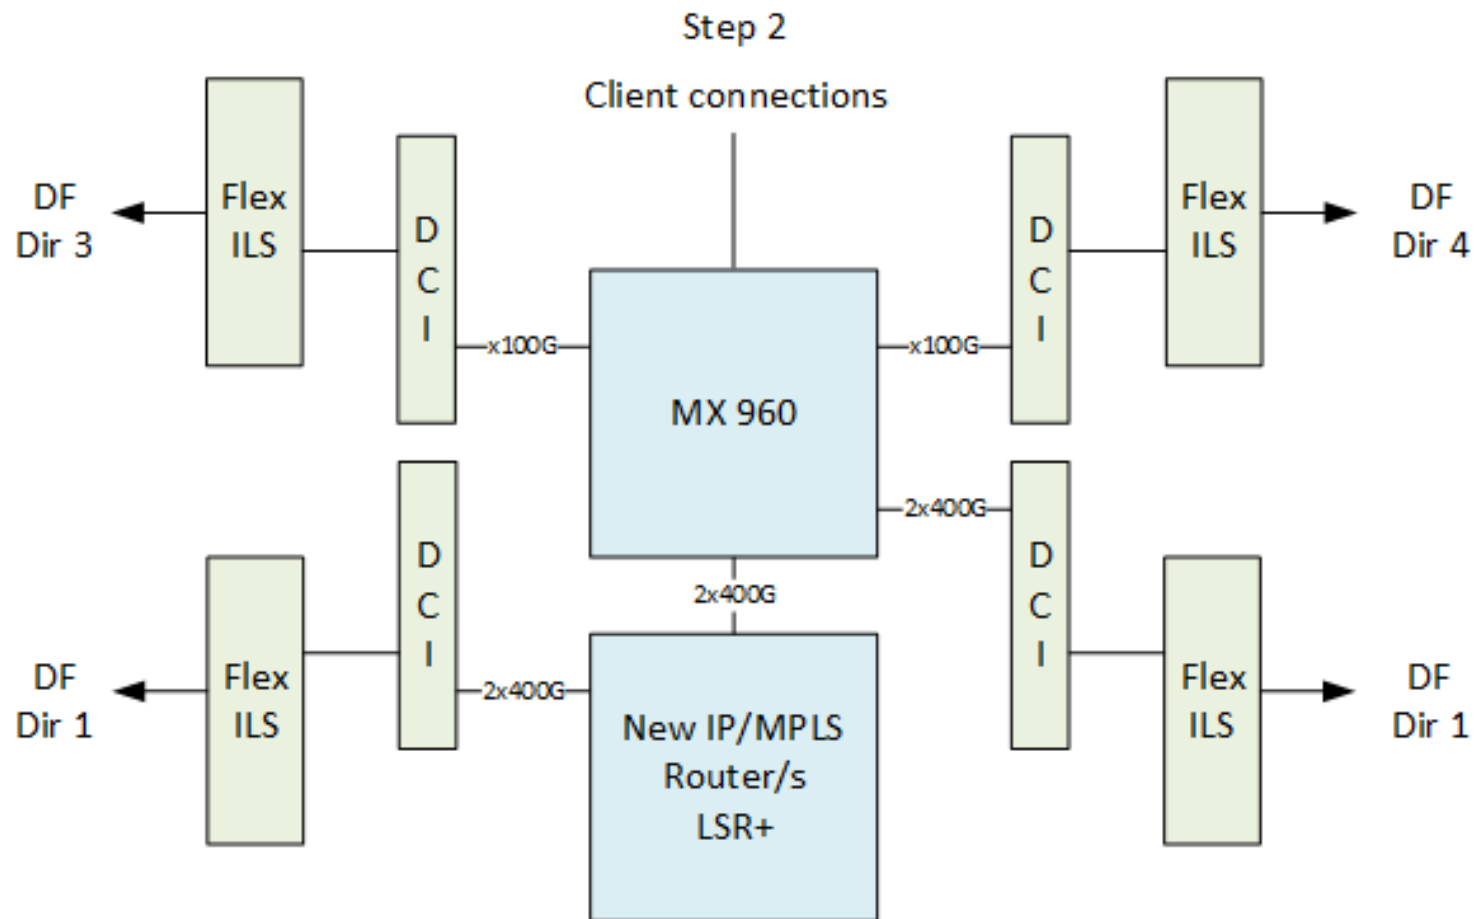 Step 2
Client connections
DF
Dir 3
Flex
ILS
D
C
I
x100G
MX 960
x100G
D
C
I
Flex
ILS
DF
Dir 4
2x400G
2x400G
DF
Dir 1
Flex
ILS
D
C
I
2x400G
New IP/MPLS
Router/s
LSR+
D
C
I
Flex
ILS
DF
Dir 1